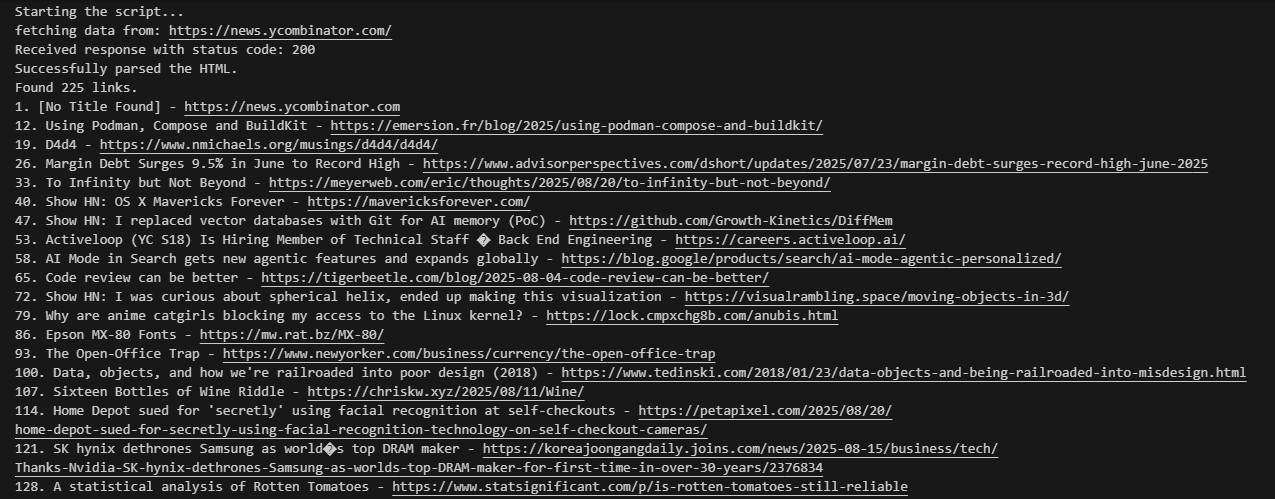 Starting the script...
fetching data from: https://news.ycombinator.com/
Received response with status code: 200
Successfully parsed the HTML.
Found 225 links.
1. [No Title Found] - https://news.ycombinator.com
12. Using Podman, Compose and BuildKit - https://emersion.fr/blog/2025/using-podman-compose-and-buildkit/
19. D4d4 - https://www.nmichaels.org/musings/d4d4/d4d4/
26. Margin Debt Surges 9.5% in June to Record High - https://www.advisorperspectives.com/dshort/updates/2025/07/23/margin-debt-surges-record-high-june-2025
33. To Infinity but Not Beyond - https://meyerweb.com/eric/thoughts/2025/08/20/to-infinity-but-not-beyond/
40. Show HN: OS X Mavericks Forever - https://mavericksforever.com/
47. Show HN: I replaced vector databases with Git for AI memory (PoC) - https://github.com/Growth-Kinetics/DiffMem
53. Activeloop (YC S18) Is Hiring Member of Technical Staff � Back End Engineering - https://careers.activeloop.ai/
58. AI Mode in Search gets new agentic features and expands globally - https://blog.google/products/search/ai-mode-agentic-personalized/
65. Code review can be better - https://tigerbeetle.com/blog/2025-08-04-code-review-can-be-better/
72. Show HN: I was curious about spherical helix, ended up making this visualization - https://visualrambling.space/moving-objects-in-3d/
79. Why are anime catgirls blocking my access to the Linux kernel? - https://lock.cmpxchg8b.com/anubis.html
86. Epson MX-80 Fonts - https://mw.rat.bz/MX-80/
93. The Open-Office Trap - https://www.newyorker.com/business/currency/the-open-office-trap
100. Data, objects, and how we're railroaded into poor design (2018) - https://www.tedinski.com/2018/01/23/data-objects-and-being-railroaded-into-misdesign.html
107. Sixteen Bottles of Wine Riddle - https://chriskw.xyz/2025/08/11/Wine/
114. Home Depot sued for 'secretly' using facial recognition at self-checkouts - https://petapixel.com/2025/08/20/
home-depot-sued-for-secretly-using-facial-recognition-technology-on-self-checkout-cameras/
121. SK hynix dethrones Samsung as world�s top DRAM maker - https://koreajoongangdaily.joins.com/news/2025-08-15/business/tech/
Thanks-Nvidia-SK-hynix-dethrones-Samsung-as-worlds-top-DRAM-maker-for-first-time-in-over-30-years/2376834
128. A statistical analysis of Rotten Tomatoes - https://www.statsignificant.com/p/is-rotten-tomatoes-still-reliable